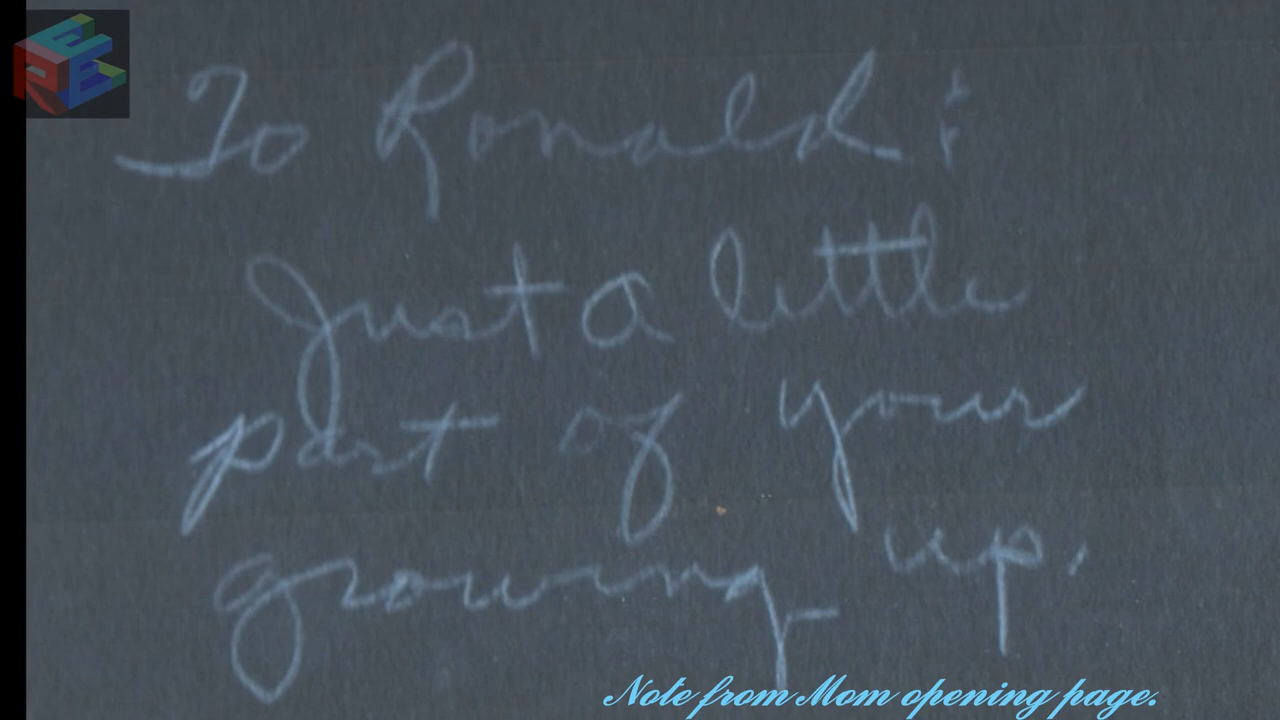 To Ronald :
Just a little
part of your
growing up.
Note from Mom opening page.